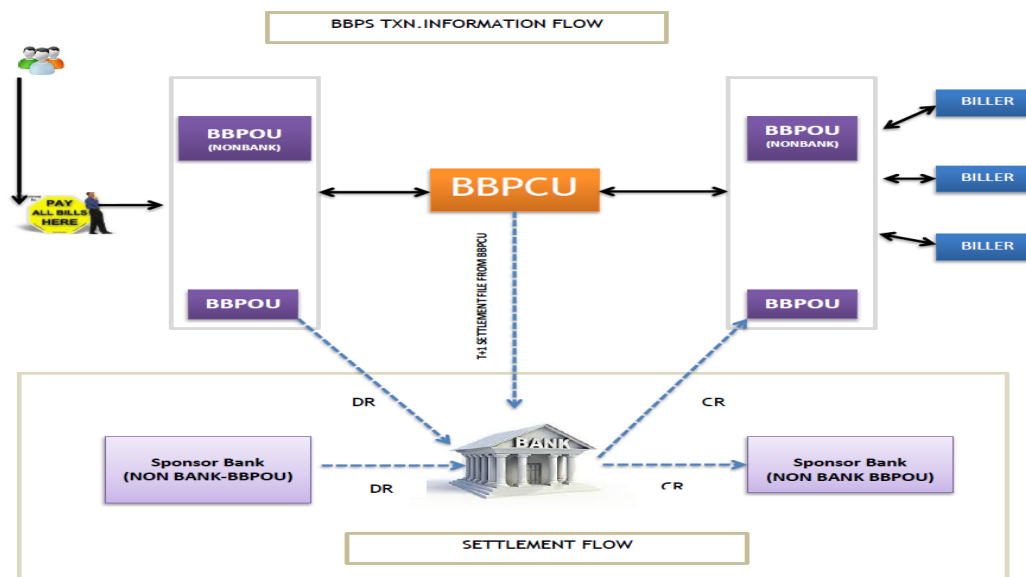 BBPS TXN.INFORMATION FLOW
BBPOU
(NONBANK)
BBPOU
BBPCU
BBPOU
(NONBANK)
BBPOU
BILLER
BILLER
BILLER
PAY
ALL BILLS
HERE
T+1 SETTLEMENT FILE FROM BBPCU
DR
CR
BANK
Sponsor Bank
(NON BANK-BBPOU)
DR
CR
Sponsor Bank
(NON BANK BBPOU)
SETTLEMENT FLOW